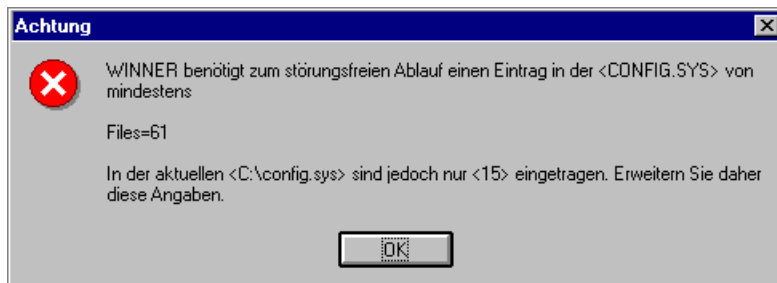 Achtung
WINNER benötigt zum störungsfreien Ablauf einen Eintrag in der <CONFIG.SYS> von
mindestens
Files=61
In der aktuellen <C:\config.sys> sind jedoch nur <15> eingetragen. Erweitern Sie daher
diese Angaben.
OK